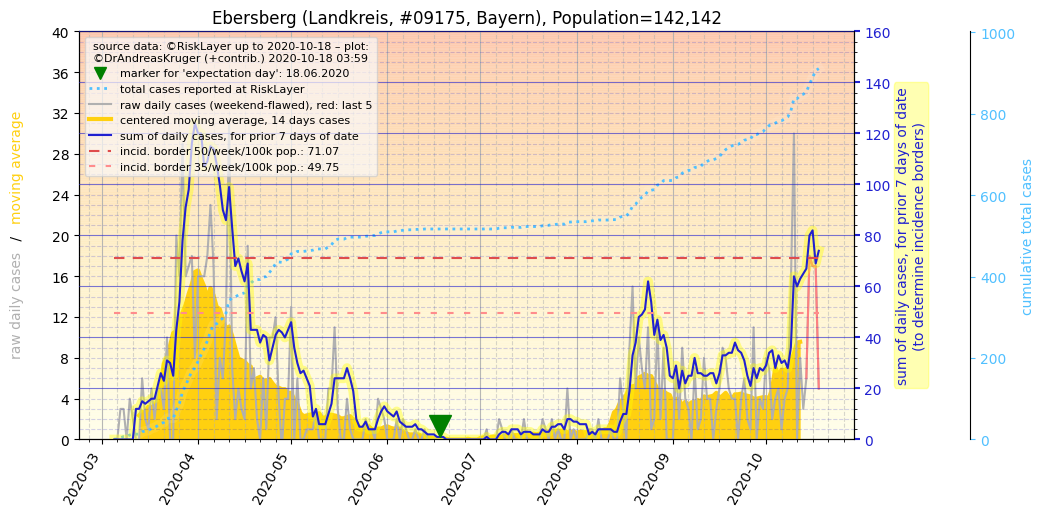 Ebersberg (Landkreis, #09175, Bayern), Population=142,142
source data: ©RiskLayer up to 2020-10-18 – plot:
©DrAndreasKruger (+contrib.) 2020-10-18 03:59
marker for 'expectation day': 18.06.2020
total cases reported at RiskLayer
raw daily cases (weekend-flawed), red: last 5
centered moving average, 14 days cases
sum of daily cases, for prior 7 days of date
incid. border 50/week/100k pop.: 71.07
incid. border 35/week/100k pop.: 49.75
raw daily cases / moving average
40
36
32
28
24
20
16
12
8
4
0
2020-03
2020-04
2020-05
2020-06
2020-07
2020-08
2020-09
2020-10
160
140
120
100
80
60
40
20
0
sum of daily cases, for prior 7 days of date
(to determine incidence borders)
1000
800
600
400
200
0
cumulative total cases